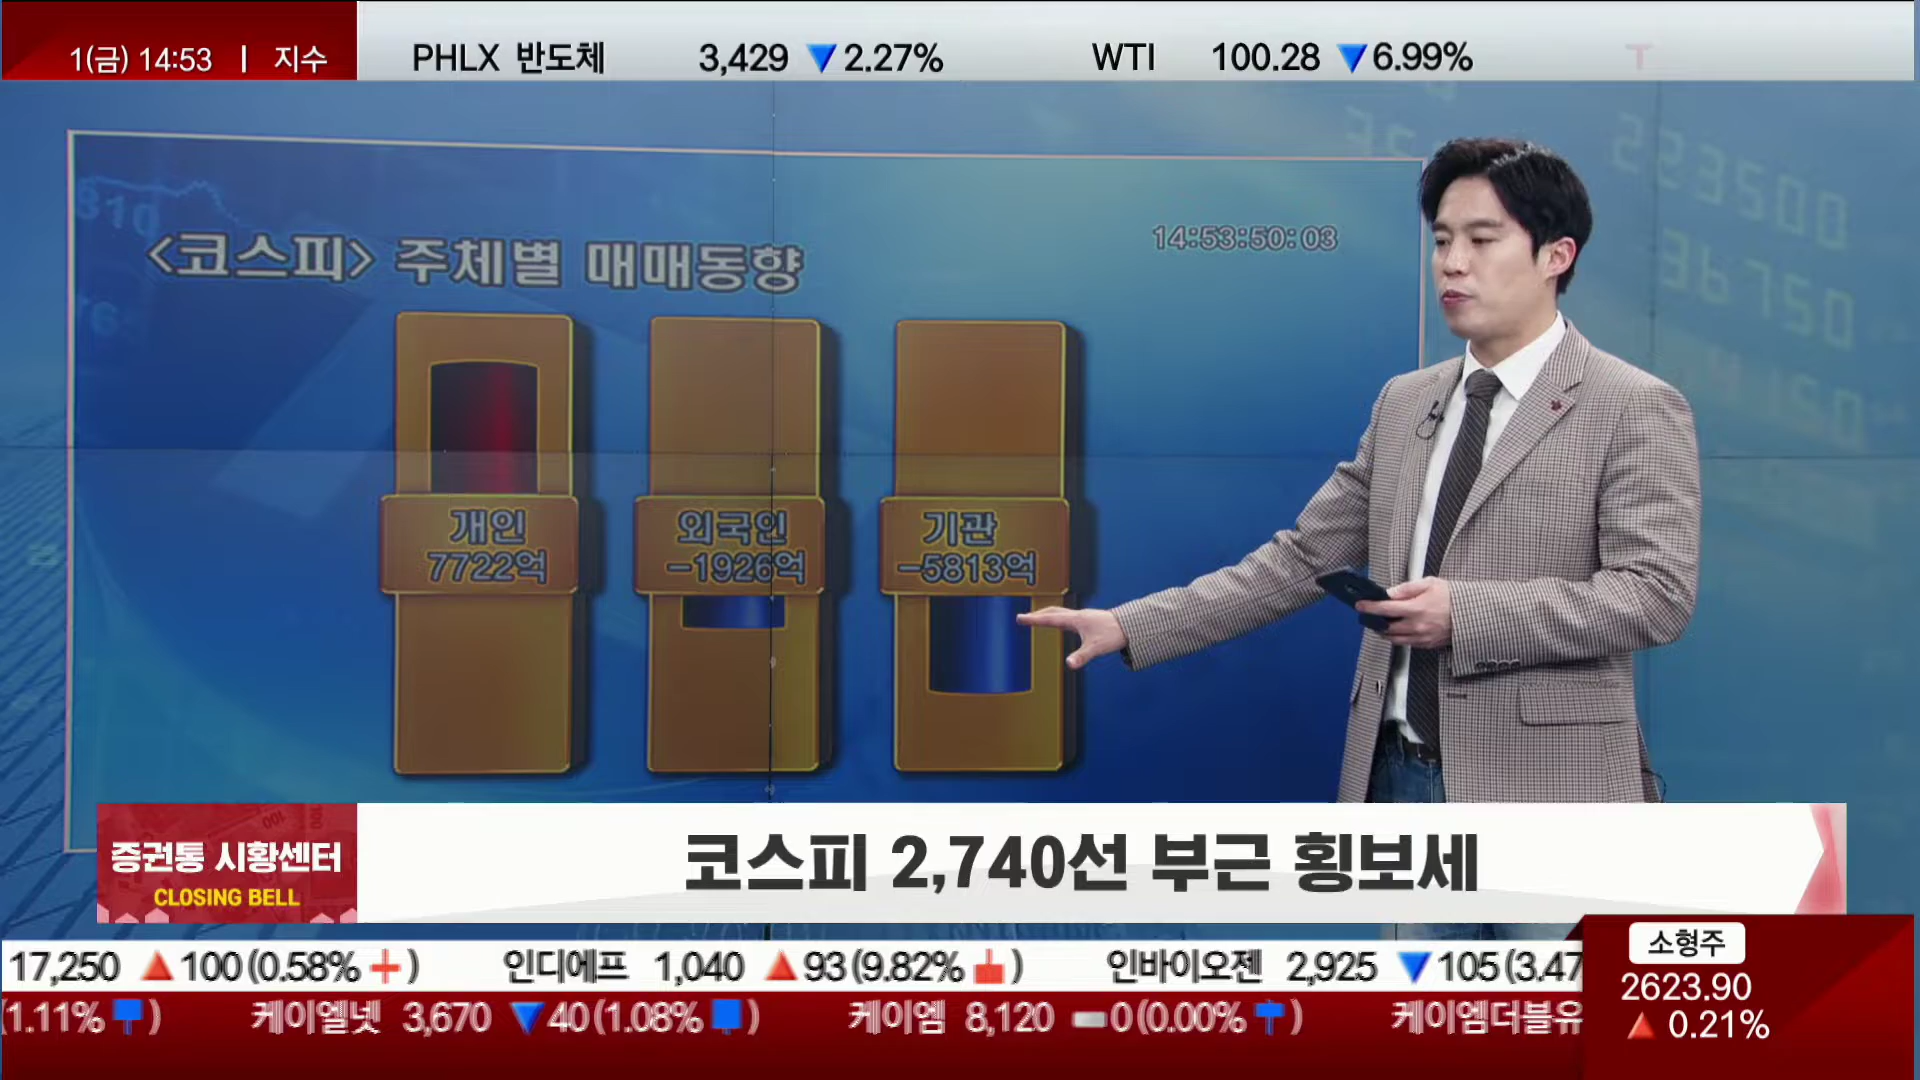 1(금) 14:53 | 지수
PHLX 반도체 3,429 ▼2.27% WTI 100.28 ▼6.99% T
223500
36750
14150
810
14:53:50:03
<코스피> 주체별 매매동향
개인
7722억
외국인
-1926억
기관
-5813억
증권통 시황센터
CLOSING BELL
코스피 2,740선 부근 횡보세
17,250 ▲100(0.58% ) 인디에프 1,040 ▲93(9.82% ) 인바이오젠 2,925 ▼105(3.47
(1.11% ) 케이엘넷 3,670 ▼40(1.08% ) 케이엠 8,120 0(0.00% ) 케이엠더블유
소형주
2623.90
▲ 0.21%